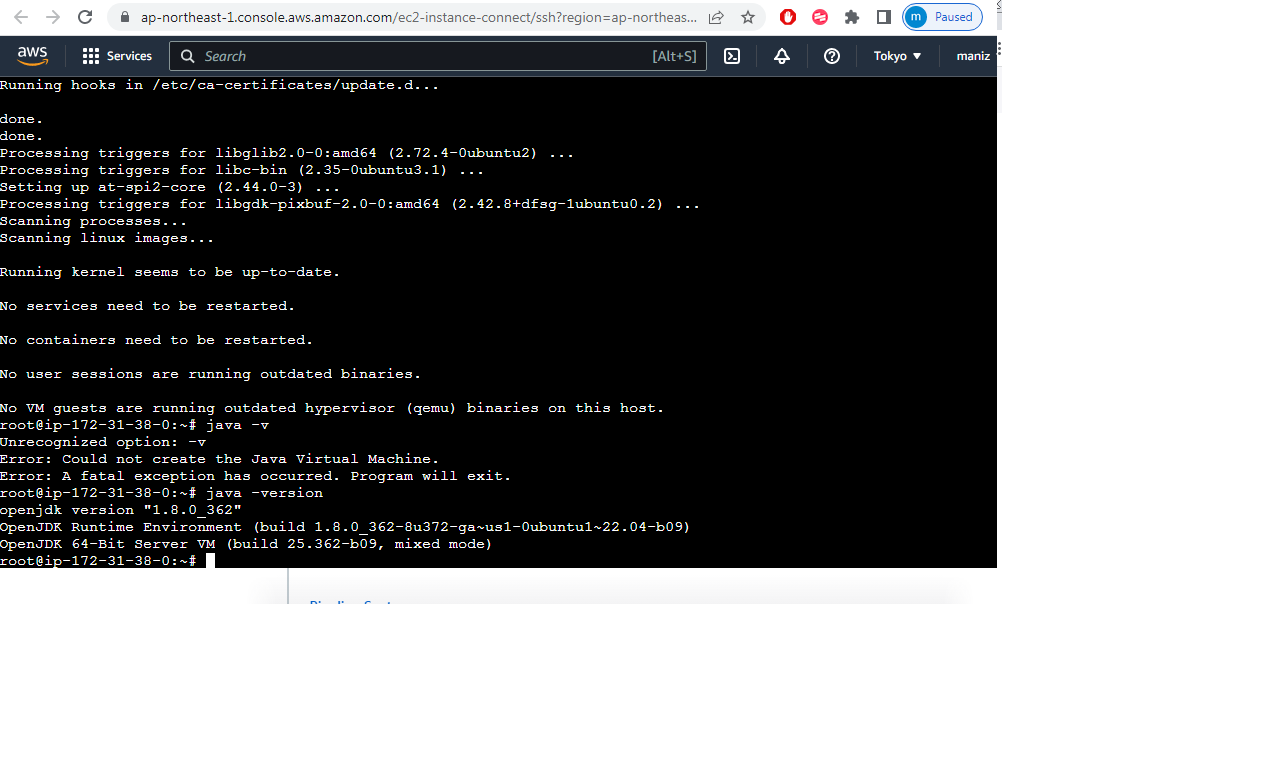 ap-northeast-1.console.aws.amazon.com/ec2-instance-connect/ssh?region=ap-northeas...
m Paused
aws Services Search [Alt+S] Tokyo ▼ maniz
Running hooks in /etc/ca-certificates/update.d...
done.
done.
Processing triggers for libglib2.0-0:amd64 (2.72.4-0ubuntu2) ...
Processing triggers for libc-bin (2.35-0ubuntu3.1) ...
Setting up at-spi2-core (2.44.0-3) ...
Processing triggers for libgdk-pixbuf-2.0-0:amd64 (2.42.8+dfsg-1ubuntu0.2) ...
Scanning processes...
Scanning linux images...
Running kernel seems to be up-to-date.
No services need to be restarted.
No containers need to be restarted.
No user sessions are running outdated binaries.
No VM guests are running outdated hypervisor (qemu) binaries on this host.
root@ip-172-31-38-0:~# java -v
Unrecognized option: -v
Error: Could not create the Java Virtual Machine.
Error: A fatal exception has occurred. Program will exit.
root@ip-172-31-38-0:~# java -version
openjdk version "1.8.0_362"
OpenJDK Runtime Environment (build 1.8.0_362-8u372-ga~us1-0ubuntu1~22.04-b09)
OpenJDK 64-Bit Server VM (build 25.362-b09, mixed mode)
root@ip-172-31-38-0:~#